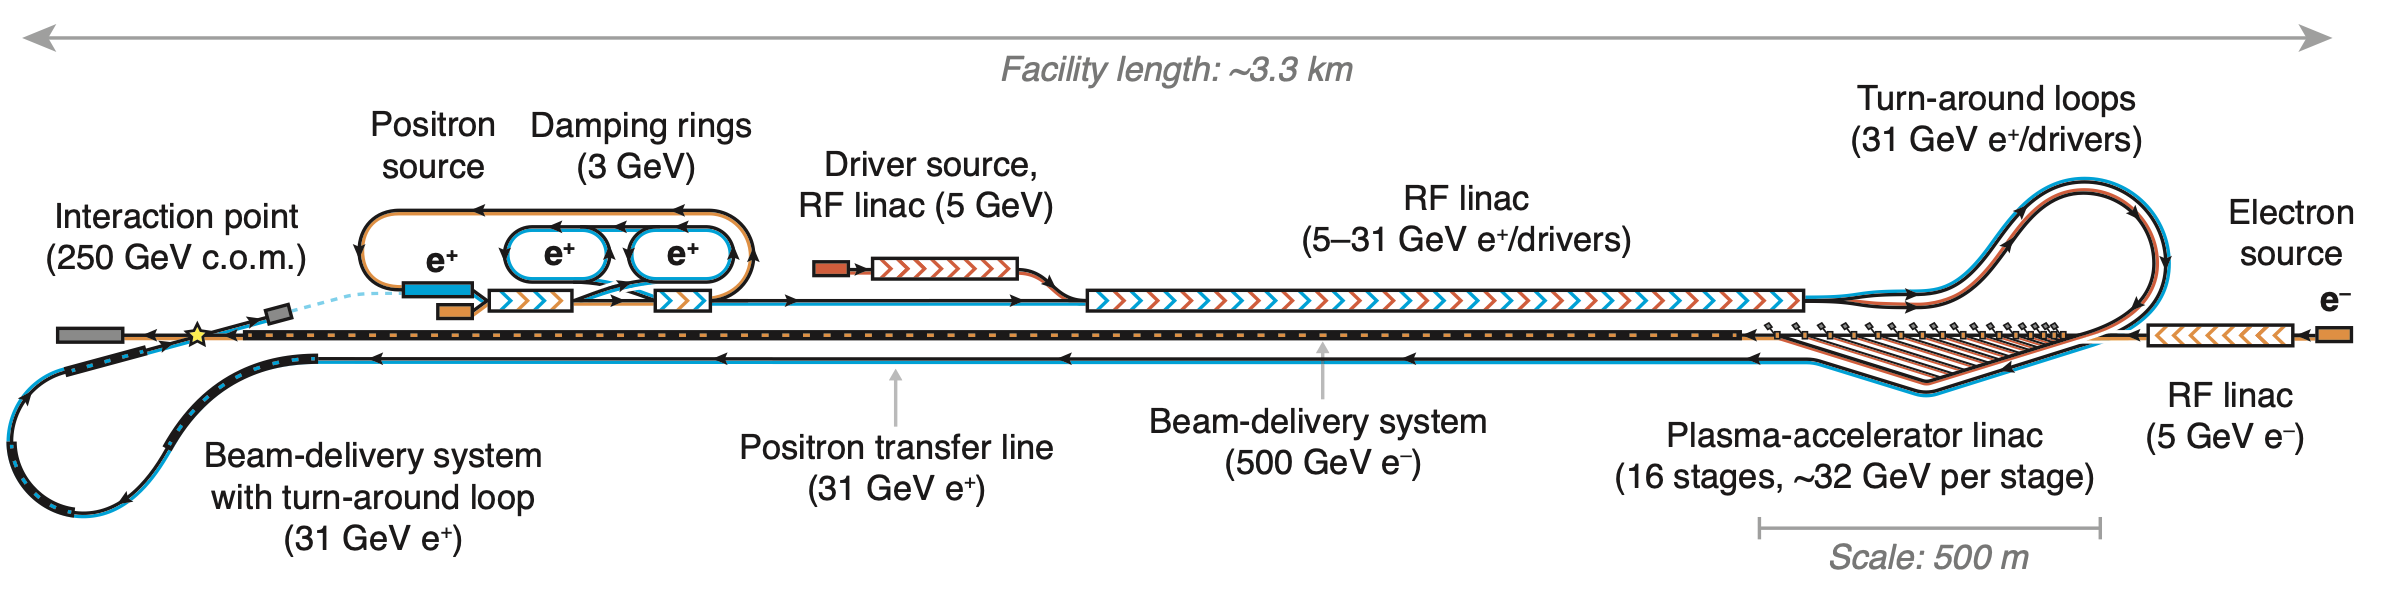 Facility length: ~3.3 km
Turn-around loops
(31 GeV e⁺/drivers)
Positron
source
Damping rings
(3 GeV)
Driver source,
RF linac (5 GeV)
RF linac
(5–31 GeV e⁺/drivers)
Electron
source
e⁻
Interaction point
(250 GeV c.o.m.)
e⁺
e⁺
e⁺
RF linac
(5 GeV e⁻)
Beam-delivery system
with turn-around loop
(31 GeV e⁺)
Positron transfer line
(31 GeV e⁺)
Beam-delivery system
(500 GeV e⁻)
Plasma-accelerator linac
(16 stages, ~32 GeV per stage)
Scale: 500 m